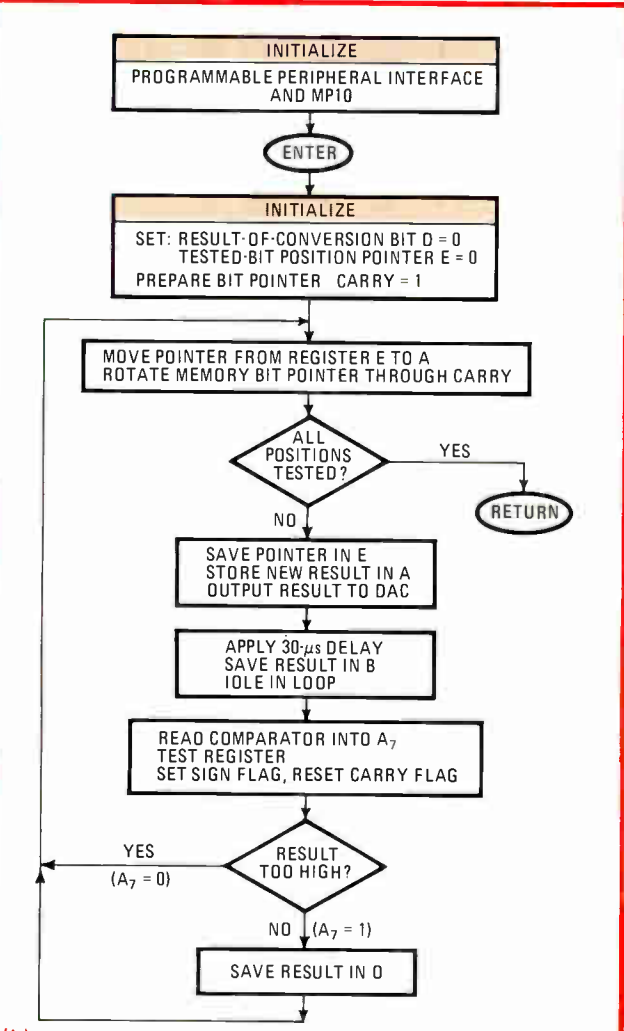 INITIALIZE
PROGRAMMABLE PERIPHERAL INTERFACE
AND MP10
ENTER
INITIALIZE
SET: RESULT-OF-CONVERSION BIT D = 0
TESTED-BIT POSITION POINTER E = 0
PREPARE BIT POINTER CARRY = 1
MOVE POINTER FROM REGISTER E TO A
ROTATE MEMORY BIT POINTER THROUGH CARRY
ALL
POSITIONS
TESTED?
YES
RETURN
NO
SAVE POINTER IN E
STORE NEW RESULT IN A
OUTPUT RESULT TO DAC
APPLY 30-μs DELAY
SAVE RESULT IN B
IDLE IN LOOP
READ COMPARATOR INTO A₇
TEST REGISTER
SET SIGN FLAG, RESET CARRY FLAG
YES
(A₇ = 0)
RESULT
TOO HIGH?
NO (A₇ = 1)
SAVE RESULT IN D